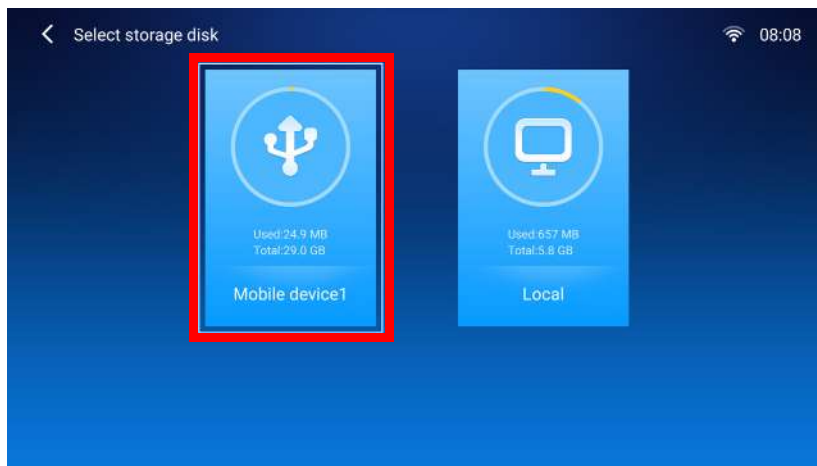 Select storage disk
08:08
Used:24.9 MB
Total:29.0 GB
Mobile device1
Used:657 MB
Total:5.8 GB
Local